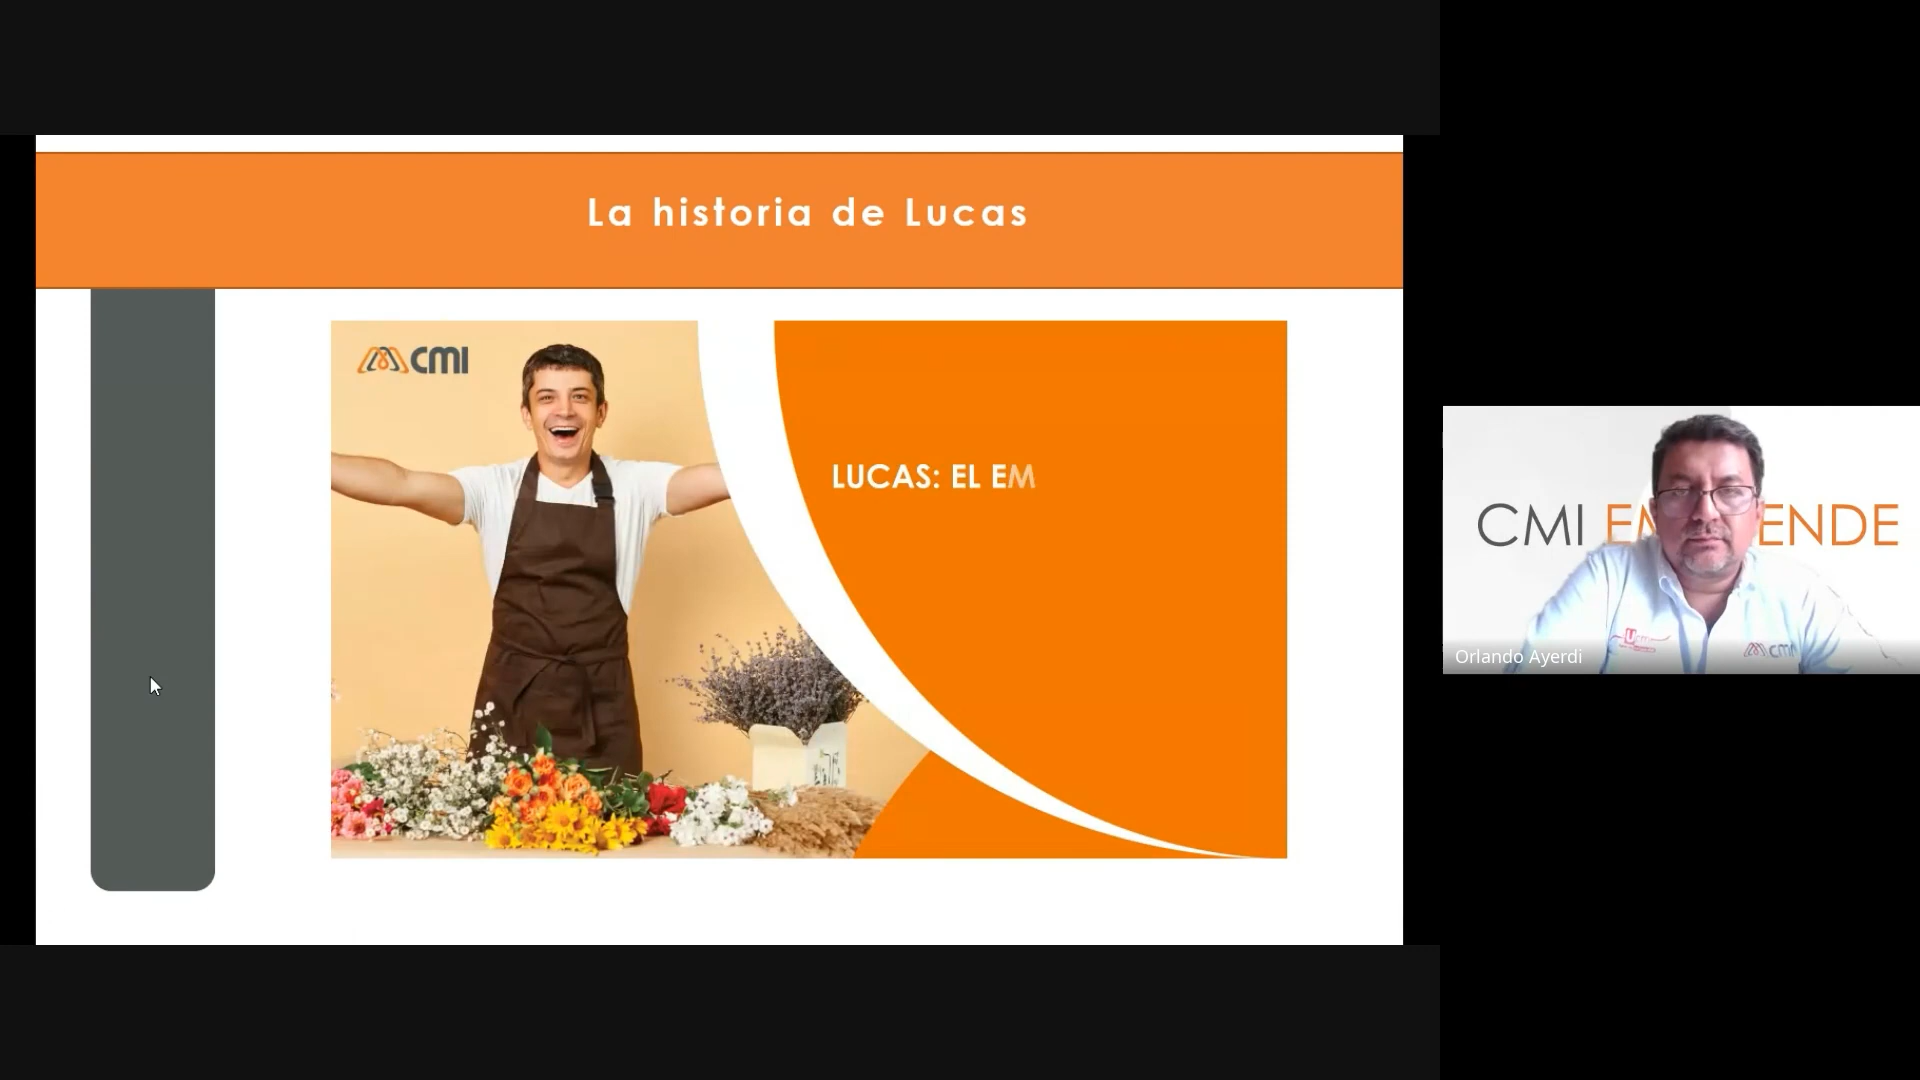 La historia de Lucas
CMI
LUCAS: EL EM
CMI EM ENDE
Orlando Ayerdi
CMI